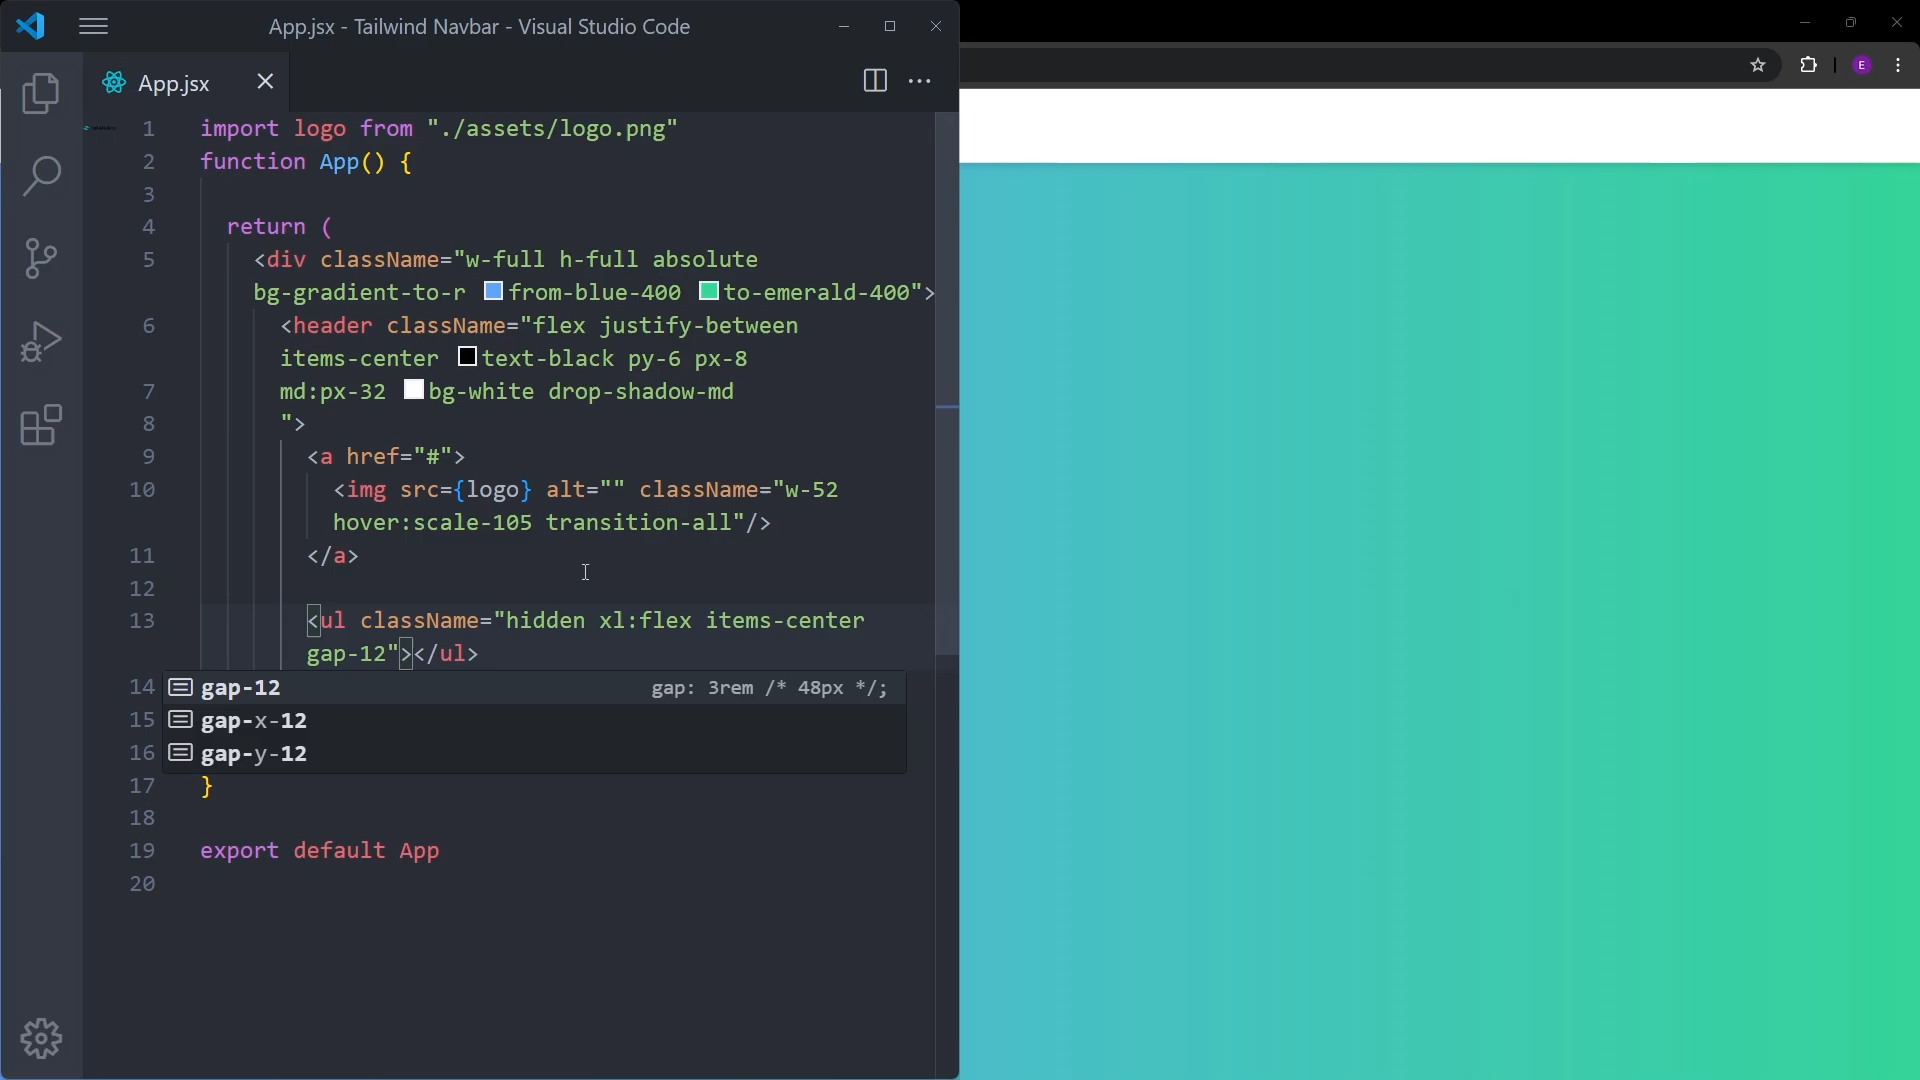 App.jsx - Tailwind Navbar - Visual Studio Code
App.jsx
E
1 import logo from "./assets/logo.png"
2 function App() {
3
4 return (
5 <div className="w-full h-full absolute
bg-gradient-to-r from-blue-400 to-emerald-400">
6 <header className="flex justify-between
items-center text-black py-6 px-8
7 md:px-32 bg-white drop-shadow-md
8 ">
9 <a href="#">
10 <img src={logo} alt="" className="w-52
hover:scale-105 transition-all"/>
11 </a>
12
13 <ul className="hidden xl:flex items-center
gap-12"></ul>
14 gap-12 gap: 3rem /* 48px */;
15 gap-x-12
16 gap-y-12
17 }
18
19 export default App
20